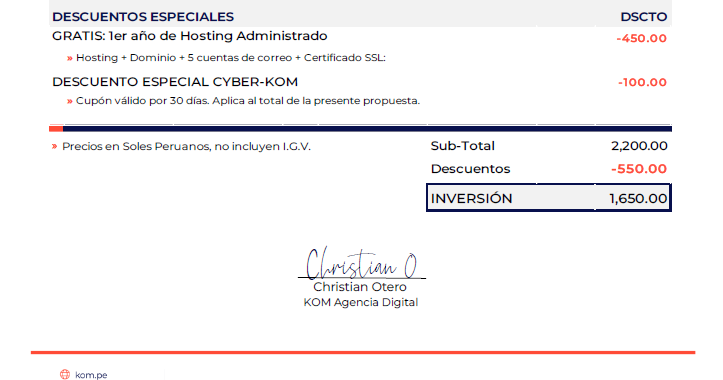 DESCUENTOS ESPECIALES DSCTO
GRATIS: 1er año de Hosting Administrado -450.00
» Hosting + Dominio + 5 cuentas de correo + Certificado SSL:
DESCUENTO ESPECIAL CYBER-KOM -100.00
» Cupón válido por 30 días. Aplica al total de la presente propuesta.
» Precios en Soles Peruanos, no incluyen I.G.V. Sub-Total 2,200.00
Descuentos -550.00
INVERSIÓN 1,650.00
Christian O
Christian Otero
KOM Agencia Digital
kom.pe